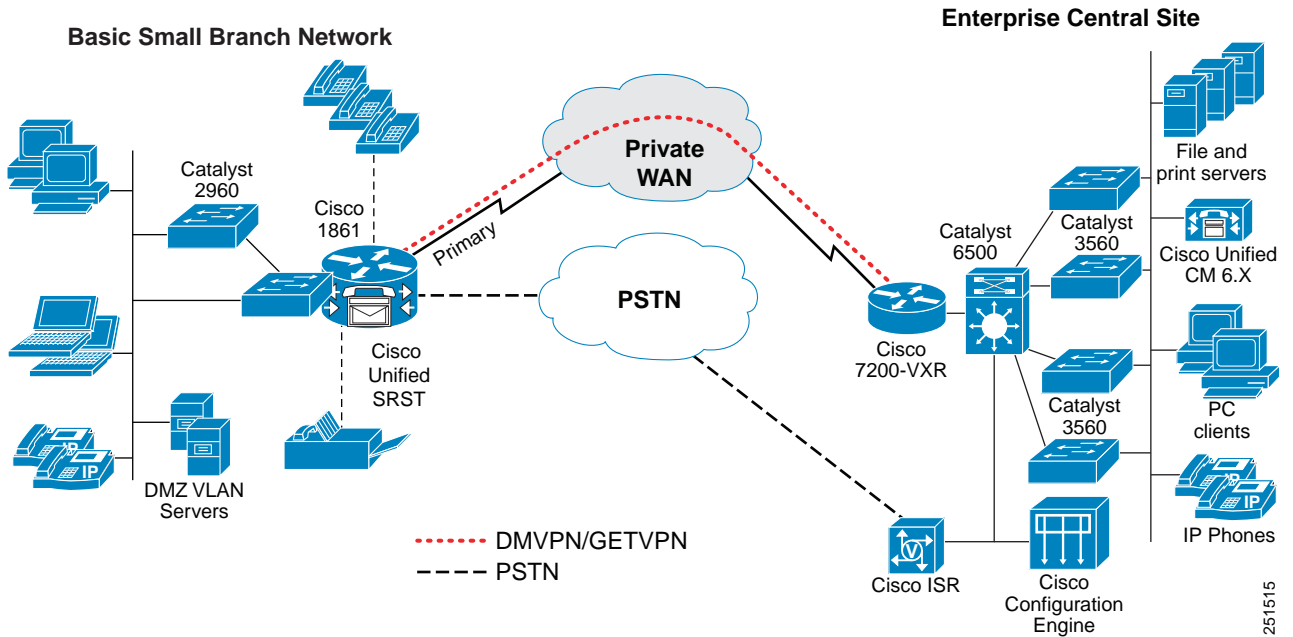 Enterprise Central Site
Basic Small Branch Network
Catalyst
2960
Cisco
1861
Primary
Private
WAN
PSTN
Cisco
Unified
SRST
IP
IP
DMZ VLAN
Servers
DMVPN/GETVPN
PSTN
Cisco
7200-VXR
Catalyst
6500
Catalyst
3560
Catalyst
3560
File and
print servers
Cisco Unified
CM 6.X
PC
clients
IP
IP
IP Phones
V
Cisco ISR
Cisco
Configuration
Engine
251515